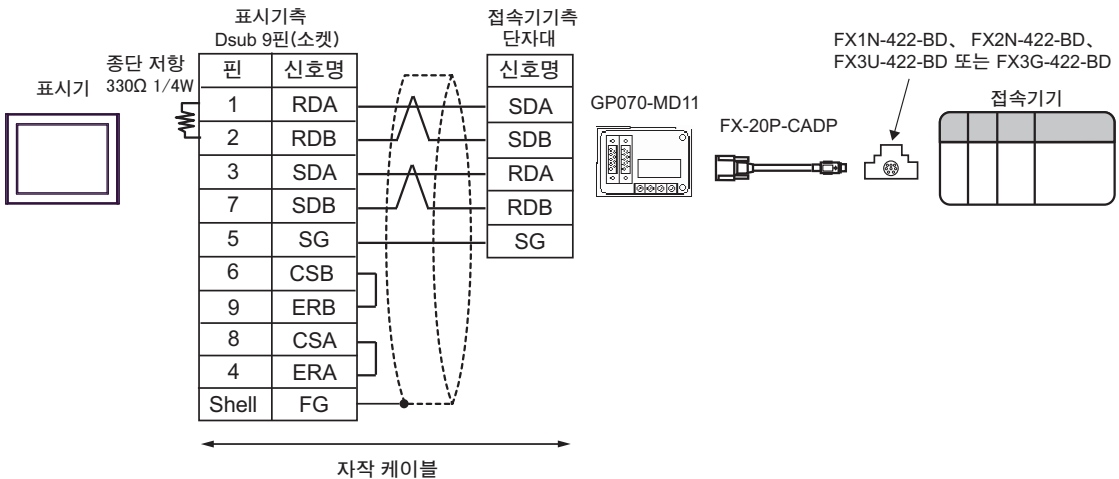 표시기
종단 저항
330Ω 1/4W
표시기측
Dsub 9핀(소켓)
핀 신호명
1 RDA
2 RDB
3 SDA
7 SDB
5 SG
6 CSB
9 ERB
8 CSA
4 ERA
Shell FG
접속기기측
단자대
신호명
SDA
SDB
RDA
RDB
SG
자작 케이블
GP070-MD11
FX-20P-CADP
FX1N-422-BD、 FX2N-422-BD、
FX3U-422-BD 또는 FX3G-422-BD
접속기기